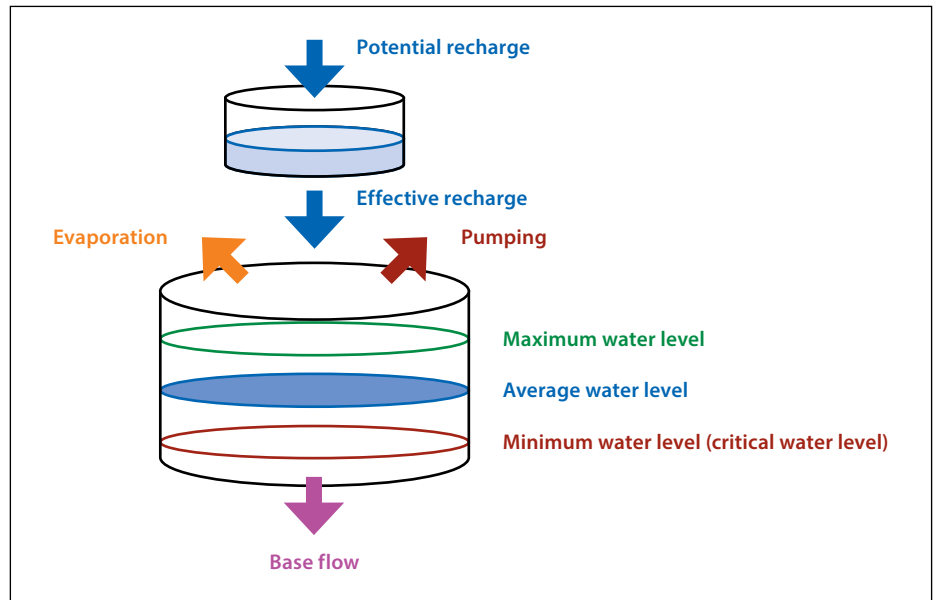 Potential recharge
Effective recharge
Evaporation
Pumping
Maximum water level
Average water level
Minimum water level (critical water level)
Base flow